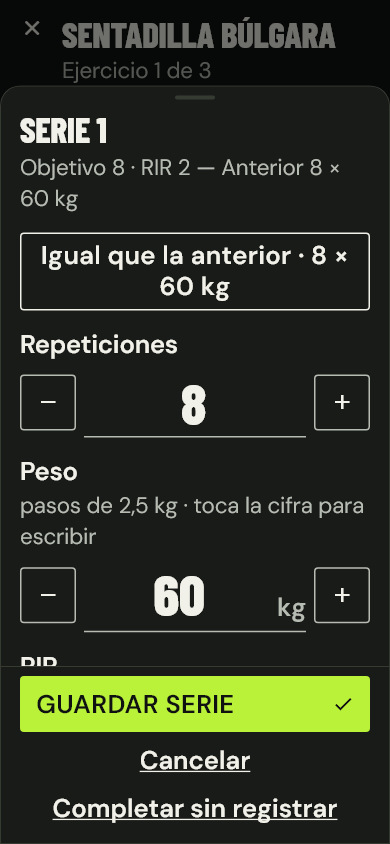 ✕ SENTADILLA BÚLGARA
Ejercicio 1 de 3
SERIE 1
Objetivo 8 · RIR 2 — Anterior 8 ×
60 kg
Igual que la anterior · 8 ×
60 kg
Repeticiones
− 8 +
Peso
pasos de 2,5 kg · toca la cifra para
escribir
− 60 kg +
RIR
GUARDAR SERIE ✓
Cancelar
Completar sin registrar